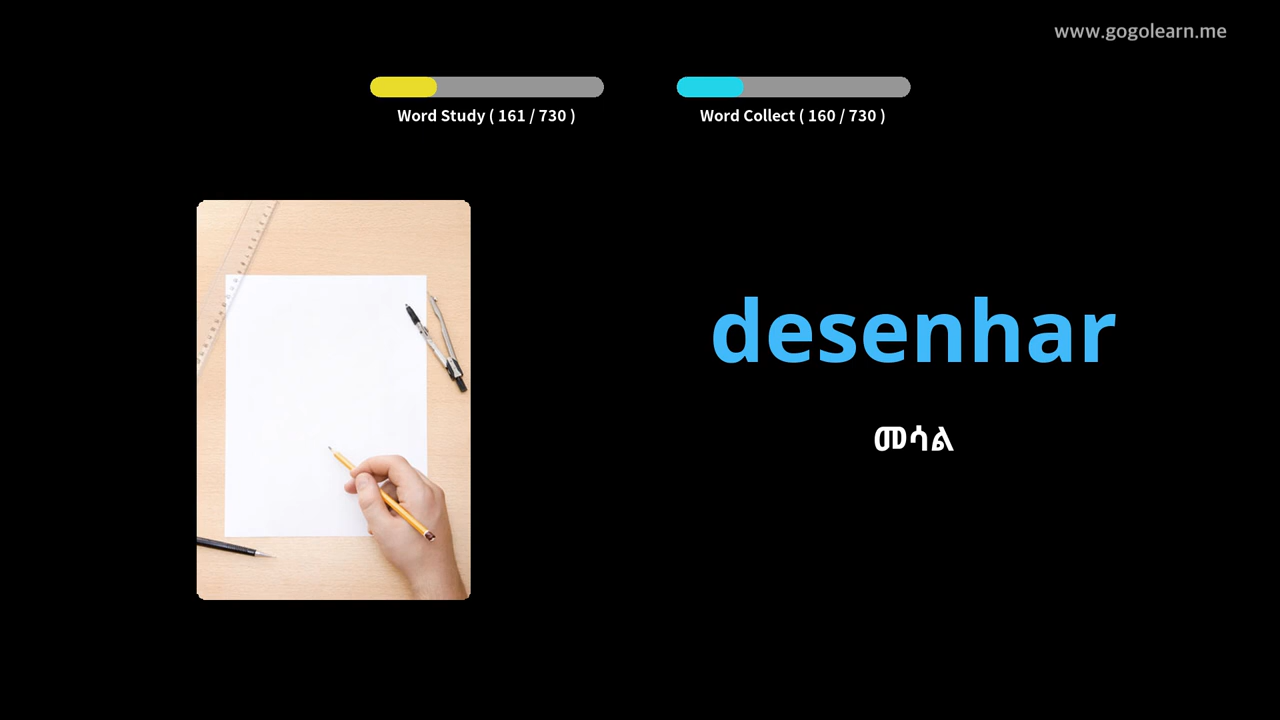 www.gogolearn.me
Word Study ( 161 / 730 )
Word Collect ( 160 / 730 )
desenhar
መሳል